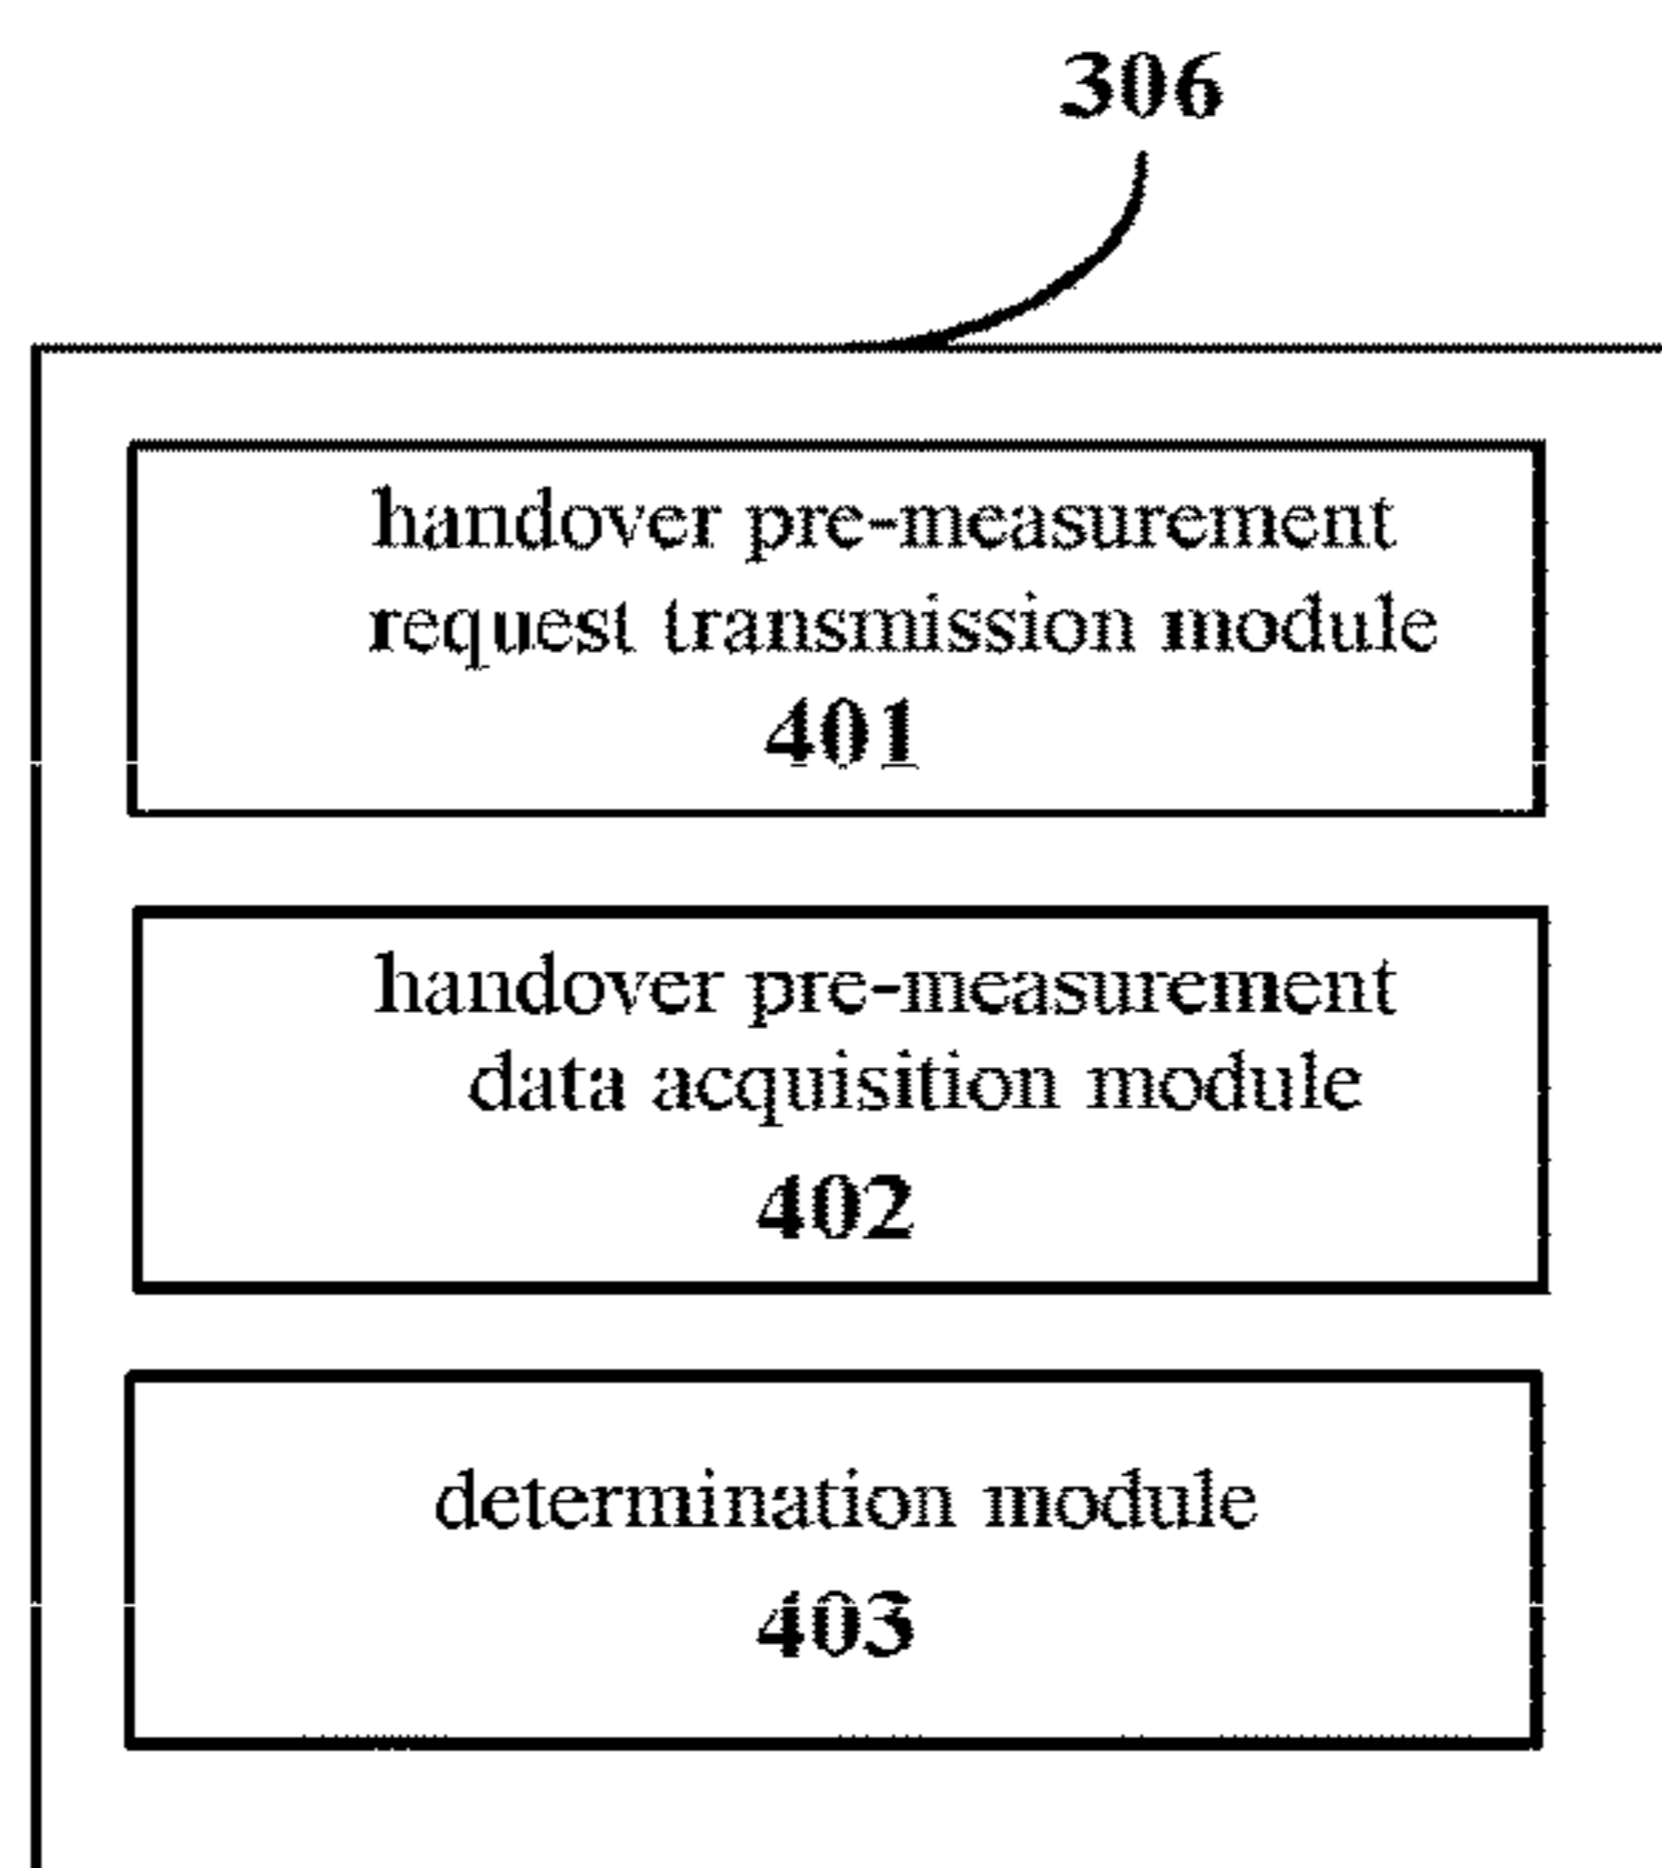 306
handover pre-measurement
request transmission module
401
handover pre-measurement
data acquisition module
402
determination module
403